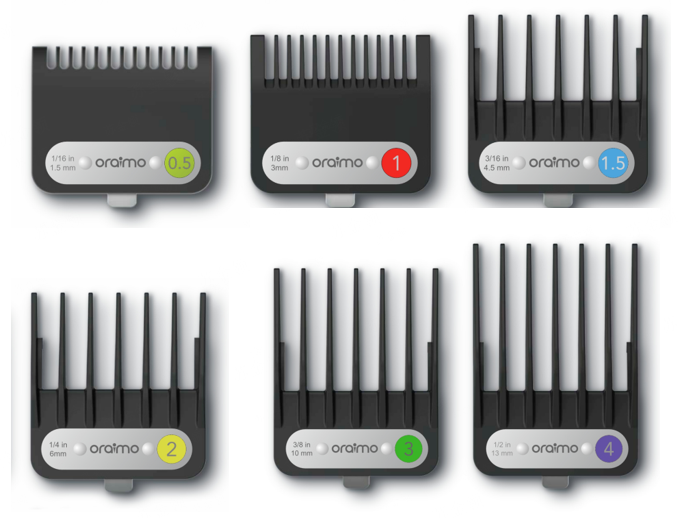 1/16 in
1.5 mm
oraimo
0.5
1/8 in
3mm
oraimo
1
3/16 in
4.5 mm
oraimo
1.5
1/4 in
6mm
oraimo
2
3/8 in
10 mm
oraimo
3
1/2 in
13 mm
oraimo
4